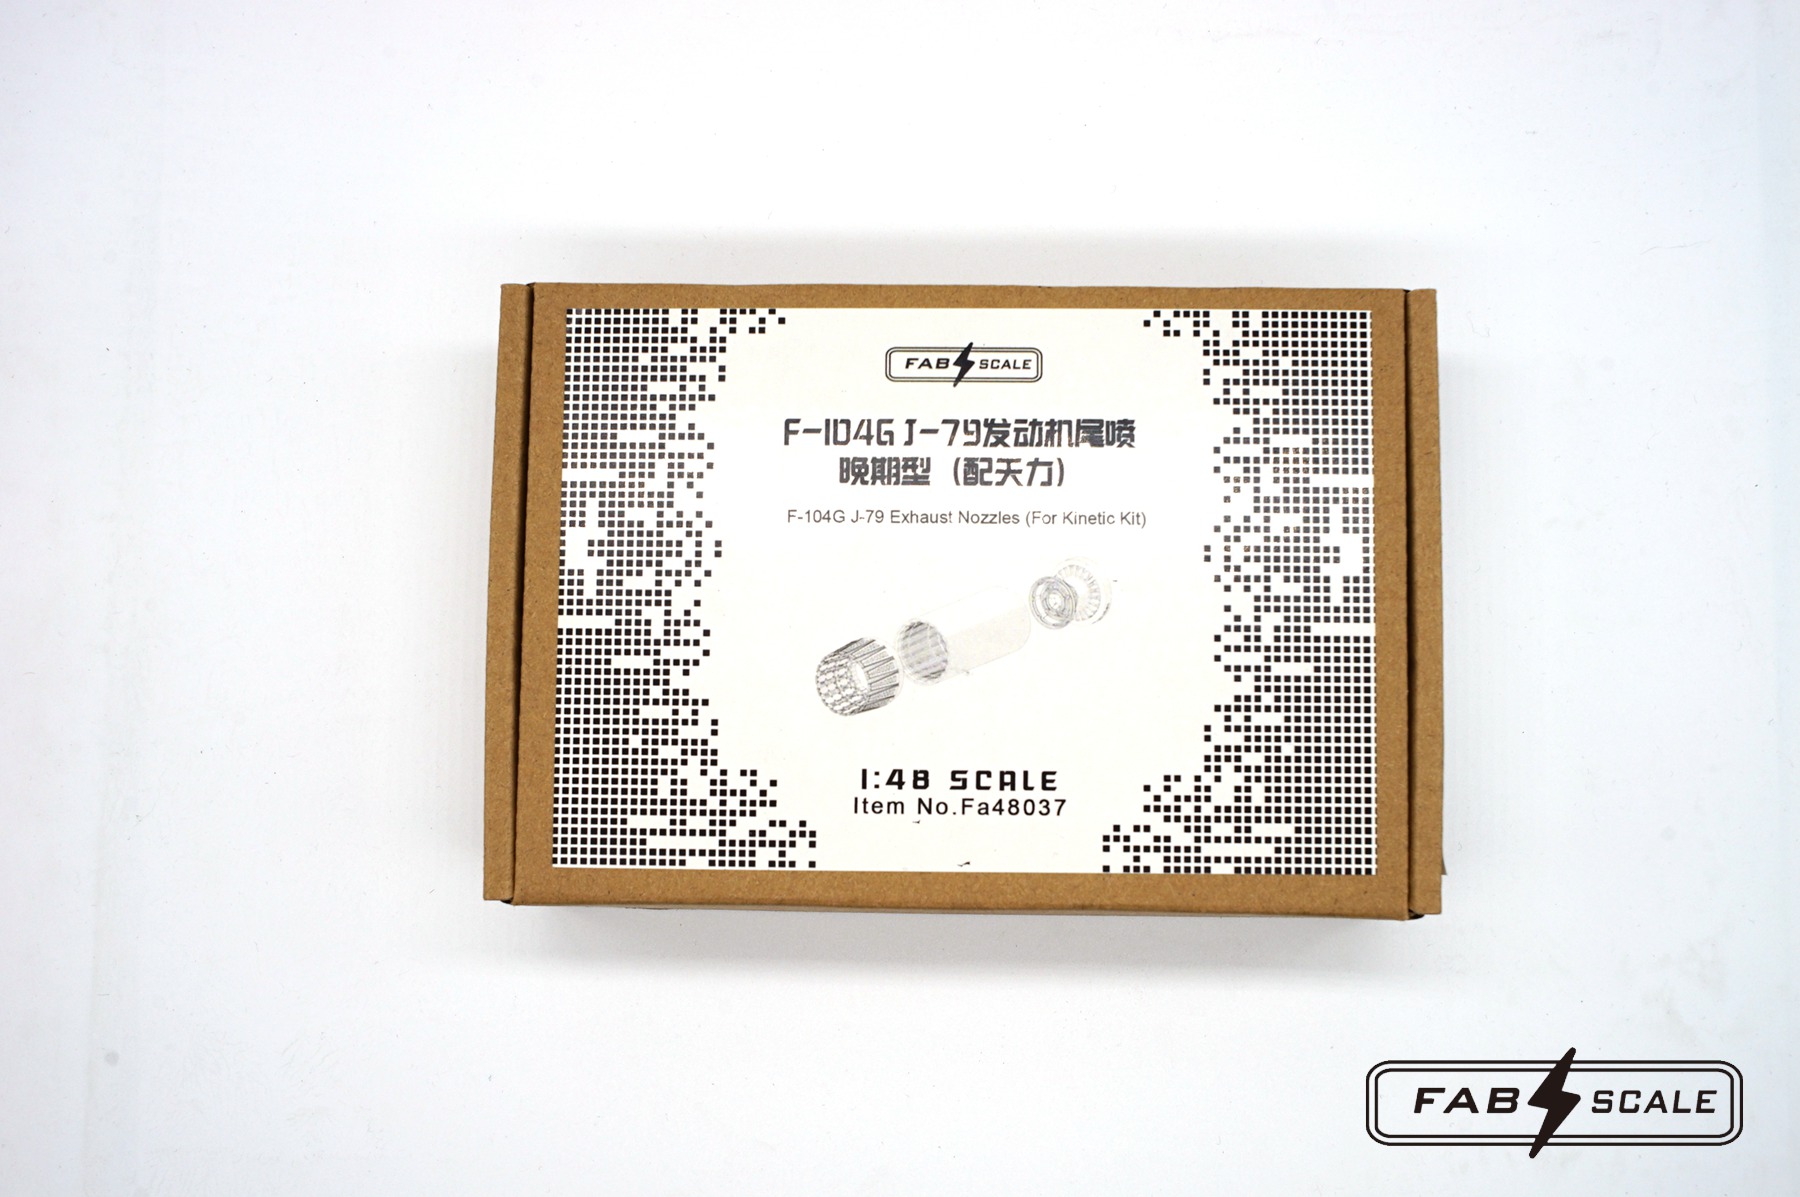 FAB SCALE
F-104G J-79发动机尾喷
晚期型（配天力）
F-104G J-79 Exhaust Nozzles (For Kinetic Kit)
1:48 SCALE
Item No.Fa48037
FAB SCALE